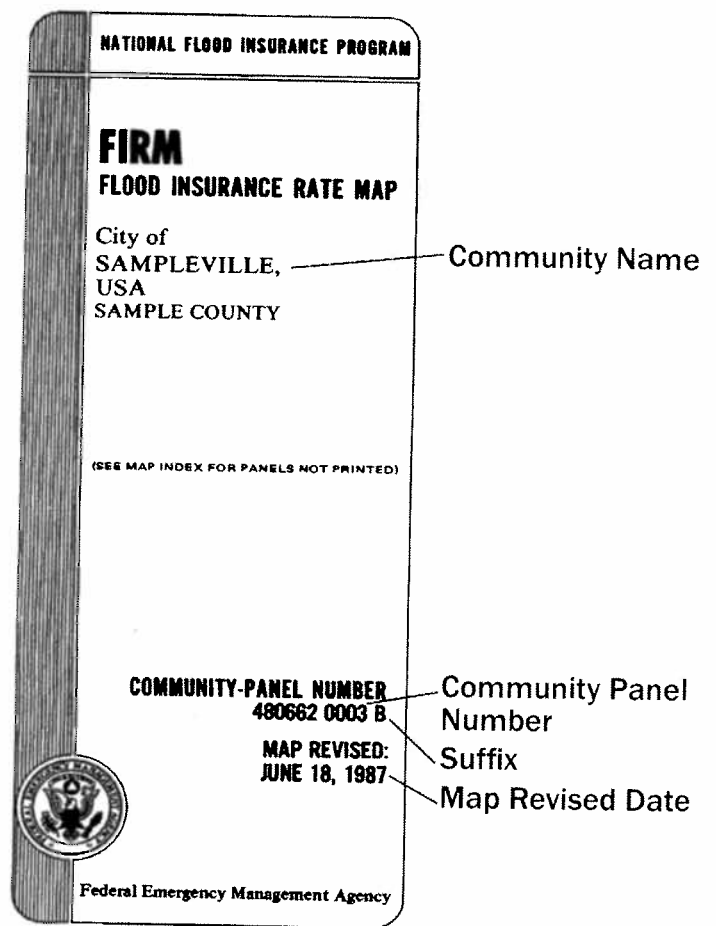 NATIONAL FLOOD INSURANCE PROGRAM
FIRM
FLOOD INSURANCE RATE MAP
City of
SAMPLEVILLE,
USA
SAMPLE COUNTY
Community Name
(SEE MAP INDEX FOR PANELS NOT PRINTED)
COMMUNITY-PANEL NUMBER
480662 0003 B
Community Panel
Number
Suffix
MAP REVISED:
JUNE 18, 1987
Map Revised Date
Federal Emergency Management Agency